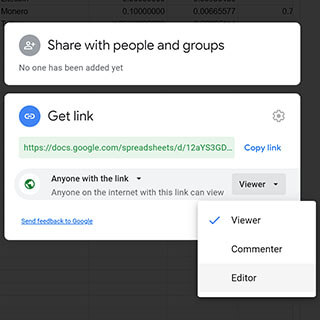 Monero 0.10000000 0.00665577 0.7
Share with people and groups
No one has been added yet
Get link
https://docs.google.com/spreadsheets/d/12aYS3GD... Copy link
Anyone with the link
Anyone on the internet with this link can view
Viewer
Send feedback to Google
Viewer
Commenter
Editor